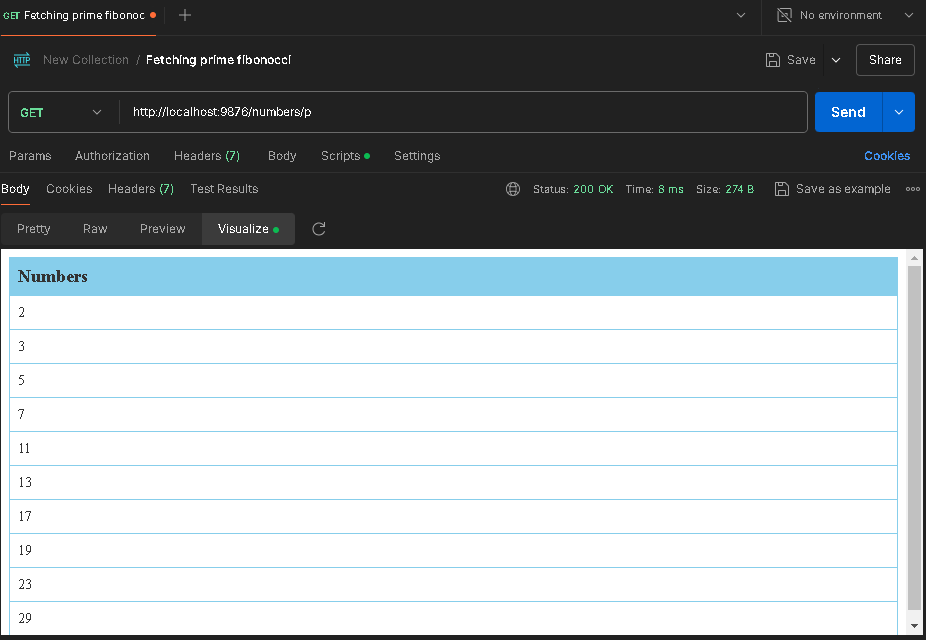 GET Fetching prime fibonoc
No environment
HTTP New Collection / Fetching prime fibonocci Save Share
GET http://localhost:9876/numbers/p Send
Params Authorization Headers (7) Body Scripts Settings Cookies
Body Cookies Headers (7) Test Results Status: 200 OK Time: 8 ms Size: 274 B Save as example
Pretty Raw Preview Visualize
Numbers
2
3
5
7
11
13
17
19
23
29